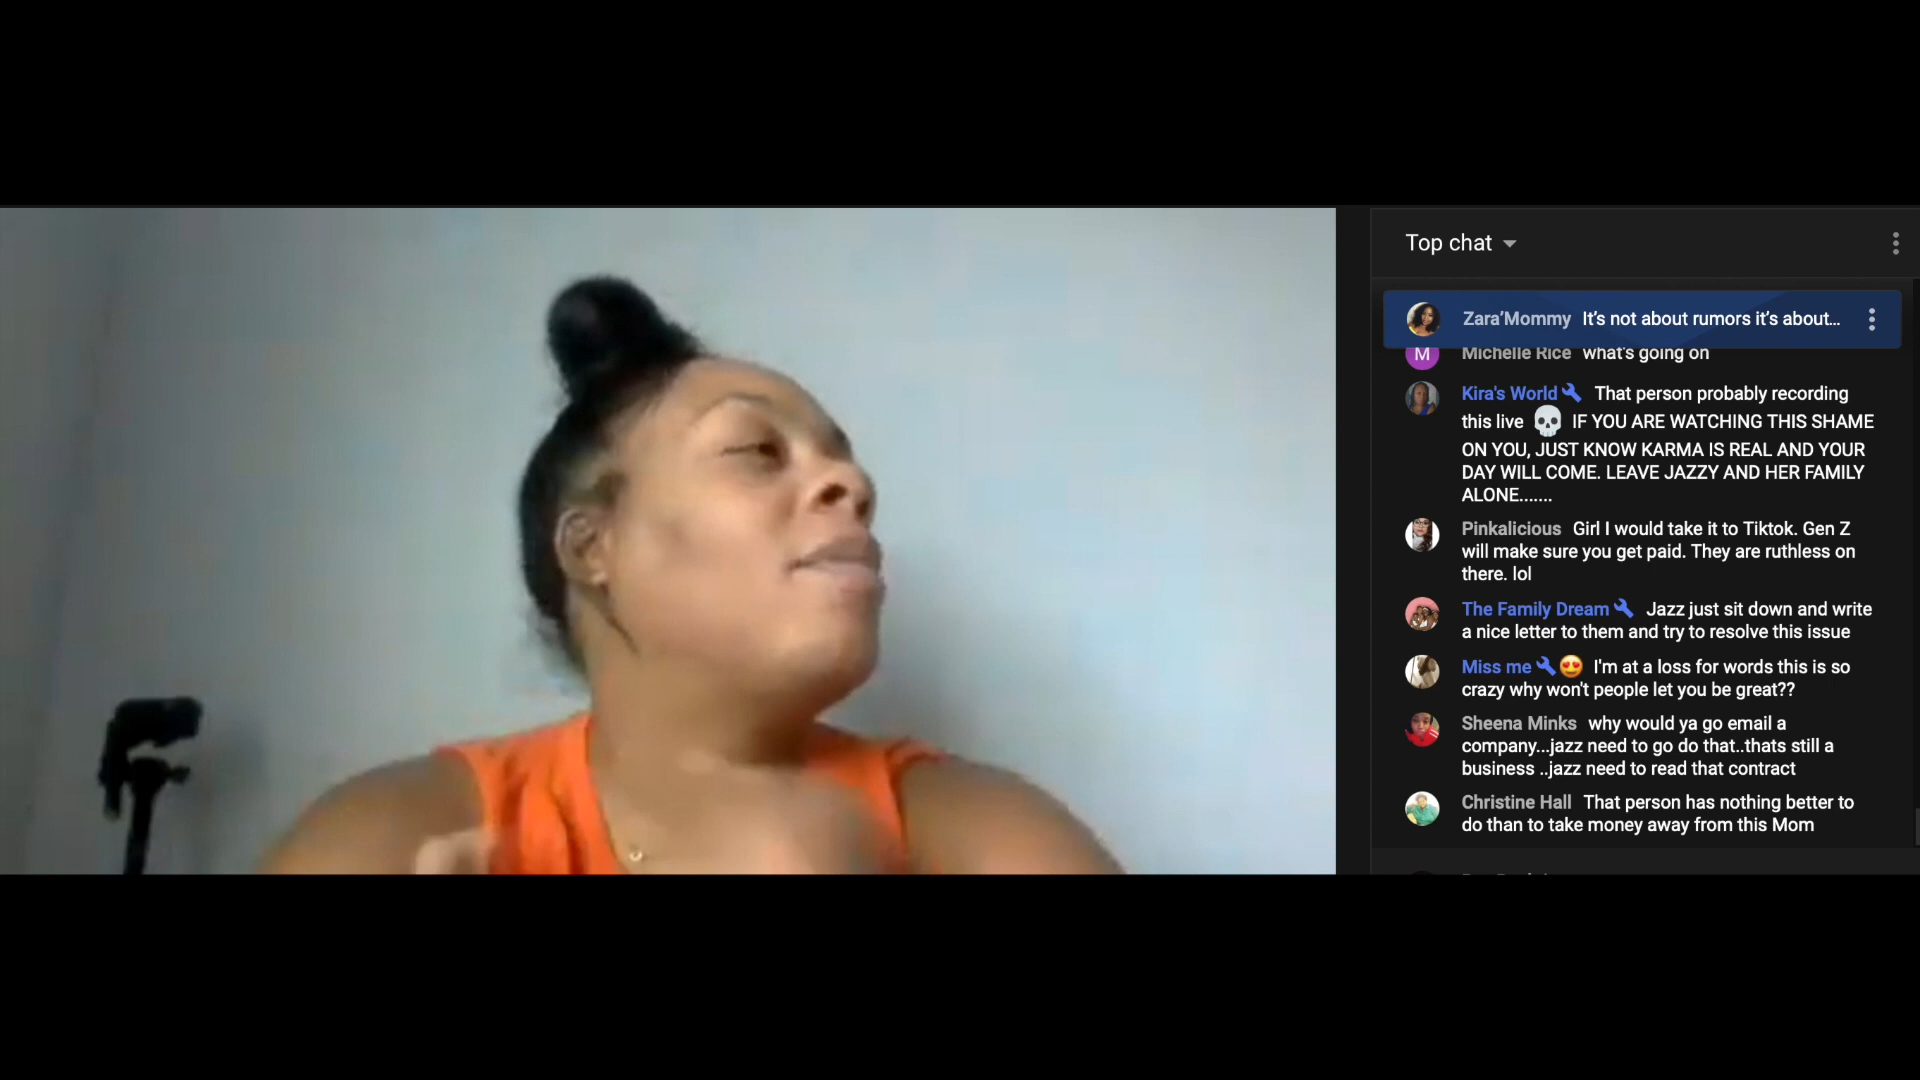 Top chat
Zara’Mommy It’s not about rumors it’s about...
M Michelle Rice what's going on
Kira's World That person probably recording
this live 💀 IF YOU ARE WATCHING THIS SHAME
ON YOU, JUST KNOW KARMA IS REAL AND YOUR
DAY WILL COME. LEAVE JAZZY AND HER FAMILY
ALONE.......
Pinkalicious Girl I would take it to Tiktok. Gen Z
will make sure you get paid. They are ruthless on
there. lol
The Family Dream Jazz just sit down and write
a nice letter to them and try to resolve this issue
Miss me 😍 I'm at a loss for words this is so
crazy why won't people let you be great??
Sheena Minks why would ya go email a
company...jazz need to go do that..thats still a
business ..jazz need to read that contract
Christine Hall That person has nothing better to
do than to take money away from this Mom